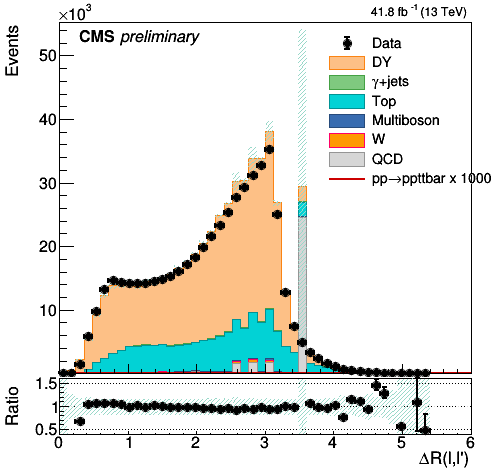 ×10³
41.8 fb⁻¹ (13 TeV)
CMS preliminary
Events
50
40
30
20
10
Data
DY
γ+jets
Top
Multiboson
W
QCD
pp→ppttbar x 1000
Ratio
1.5
1
0.5
0 1 2 3 4 5 6
ΔR(l,l')